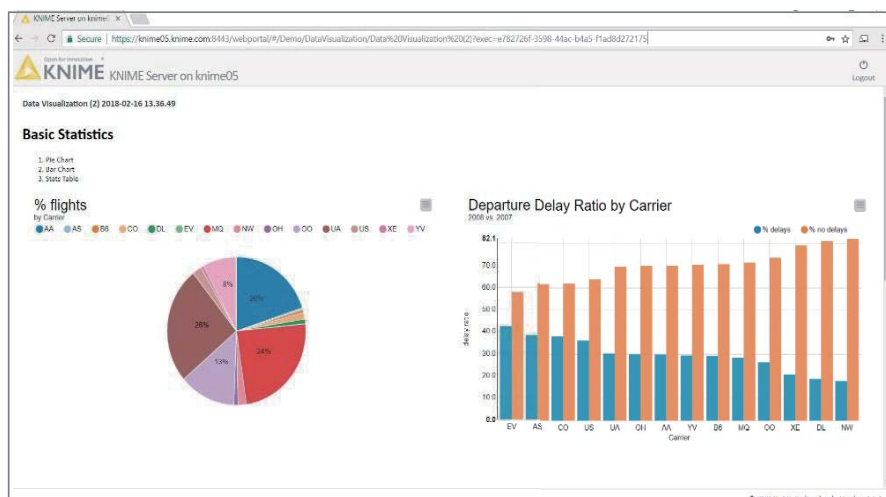 KNIME Server on knime
Secure | https://knime05.knime.com:8443/webportal/#/Demo/DataVisualization/Data%20Visualization%20(2)?exec=e782726f-3598-44ac-b4a5-f1ad8d272175
Open for Innovation
KNIME KNIME Server on knime05
Logout
Data Visualization (2) 2018-02-16 13.36.49
Basic Statistics
1. Pie Chart
2. Bar Chart
3. Stats Table
% flights
by Carrier
AA AS B6 CO DL EV MQ NW OH OO UA US XE YV
8%
20%
26%
24%
13%
Departure Delay Ratio by Carrier
2008 vs. 2007
% delays % no delays
82.1
70.0
60.0
50.0
40.0
30.0
20.0
10.0
0.0
delay ratio
EV AS CO US UA OH AA YV B6 MQ OO XE DL NW
Carrier